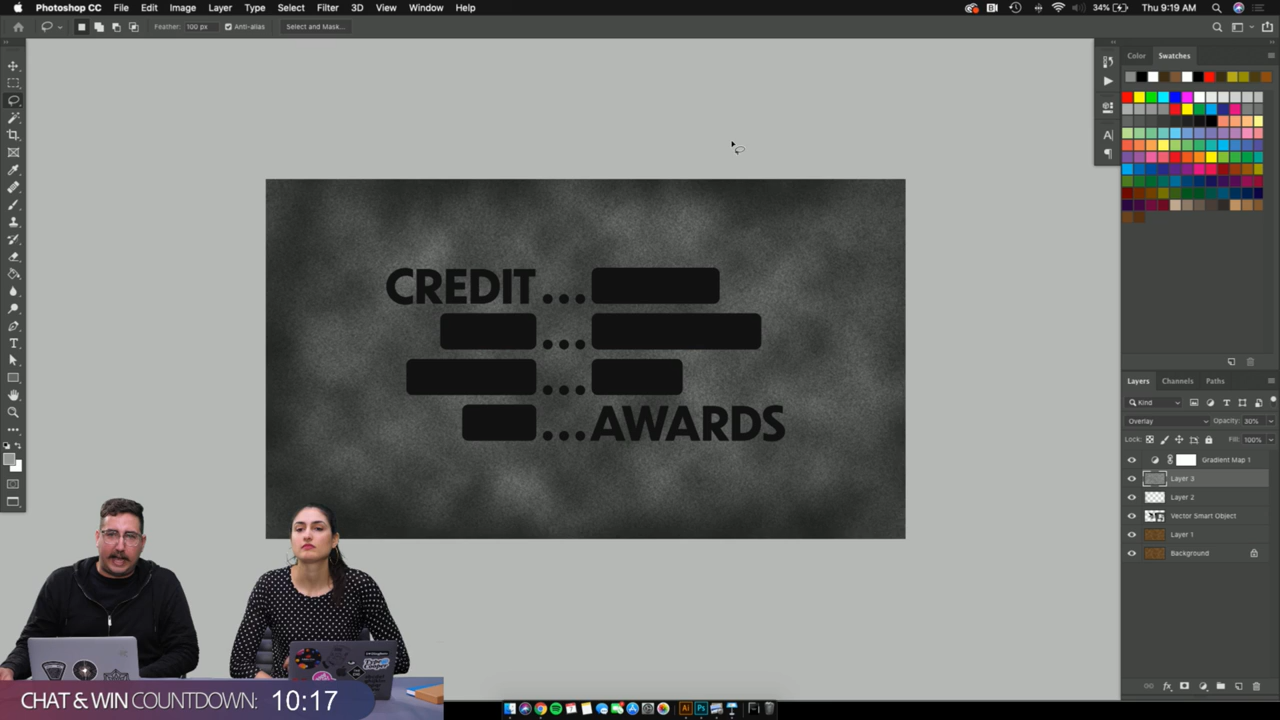 Photoshop CC File Edit Image Layer Type Select Filter 3D View Window Help
34% Thu 9:19 AM
Feather: 100 px Anti-alias Select and Mask...
Color Swatches
CREDIT...
...
...
...AWARDS
Layers Channels Paths
Kind
Overlay Opacity: 30%
Lock: Fill: 100%
Gradient Map 1
Layer 3
Layer 2
Vector Smart Object
Layer 1
Background
CHAT & WIN COUNTDOWN: 10:17